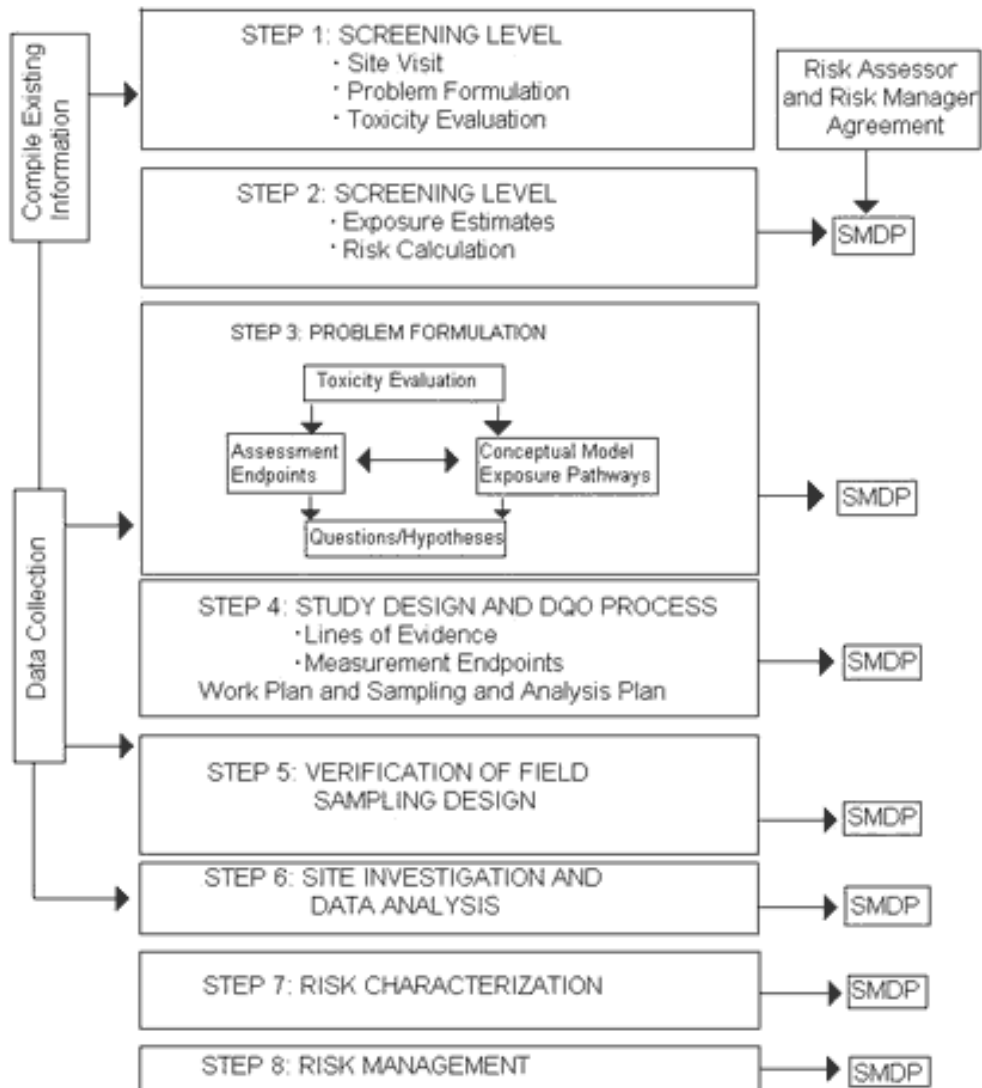 Compile Existing
Information
STEP 1: SCREENING LEVEL
· Site Visit
· Problem Formulation
· Toxicity Evaluation
Risk Assessor
and Risk Manager
Agreement
STEP 2: SCREENING LEVEL
· Exposure Estimates
· Risk Calculation
SMDP
Data Collection
STEP 3: PROBLEM FORMULATION
Toxicity Evaluation
Assessment
Endpoints
Conceptual Model
Exposure Pathways
Questions/Hypotheses
SMDP
STEP 4: STUDY DESIGN AND DQO PROCESS
· Lines of Evidence
· Measurement Endpoints
Work Plan and Sampling and Analysis Plan
SMDP
STEP 5: VERIFICATION OF FIELD
SAMPLING DESIGN
SMDP
STEP 6: SITE INVESTIGATION AND
DATA ANALYSIS
SMDP
STEP 7: RISK CHARACTERIZATION
SMDP
STEP 8: RISK MANAGEMENT
SMDP